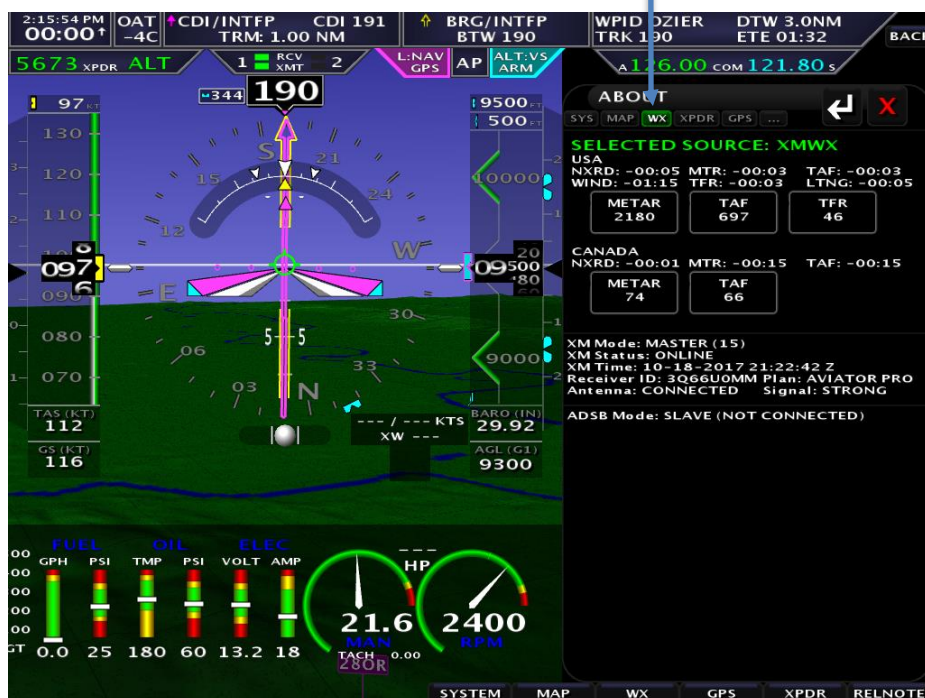 2:15:54 PM OAT CDI/INTFP CDI 191 BRG/INTFP WPID DZIER DTW 3.0NM
00:00↑ -4C TRM: 1.00 NM BTW 190 TRK 190 ETE 01:32 BACK
5673 XPDR ALT 1 RCV XMT 2 L:NAV GPS AP ALT:VS ARM A 126.00 COM 121.80 S
97 KT 344 190 9500 FT
500 FT
ABOUT X
SYS MAP WX XPDR GPS ...
SELECTED SOURCE: XMWX
USA
NXRD: -00:05 MTR: -00:03 TAF: -00:03
WIND: -01:15 TFR: -00:03 LTNG: -00:05
METAR TAF TFR
2180 697 46
CANADA
NXRD: -00:01 MTR: -00:15 TAF: -00:15
METAR TAF
74 66
XM Mode: MASTER (15)
XM Status: ONLINE
XM Time: 10-18-2017 21:22:42 Z
Receiver ID: 3Q66U0MM Plan: AVIATOR PRO
Antenna: CONNECTED Signal: STRONG
ADSB Mode: SLAVE (NOT CONNECTED)
130
120
110
097
080
070
S 21 24 W 30 33 N 03 06 E 12 15
5 5
10000
09500
9000
TAS (KT)
112
GS (KT)
116
--- / --- KTS
XW ---
BARO (IN)
29.92
AGL (G1)
9300
FUEL OIL ELEC
GPH PSI TMP PSI VOLT AMP
0.0 25 180 60 13.2 18
---
HP
21.6
MAN
2400
RPM
TACH 0.00
28OR
SYSTEM MAP WX GPS XPDR RELNOTE